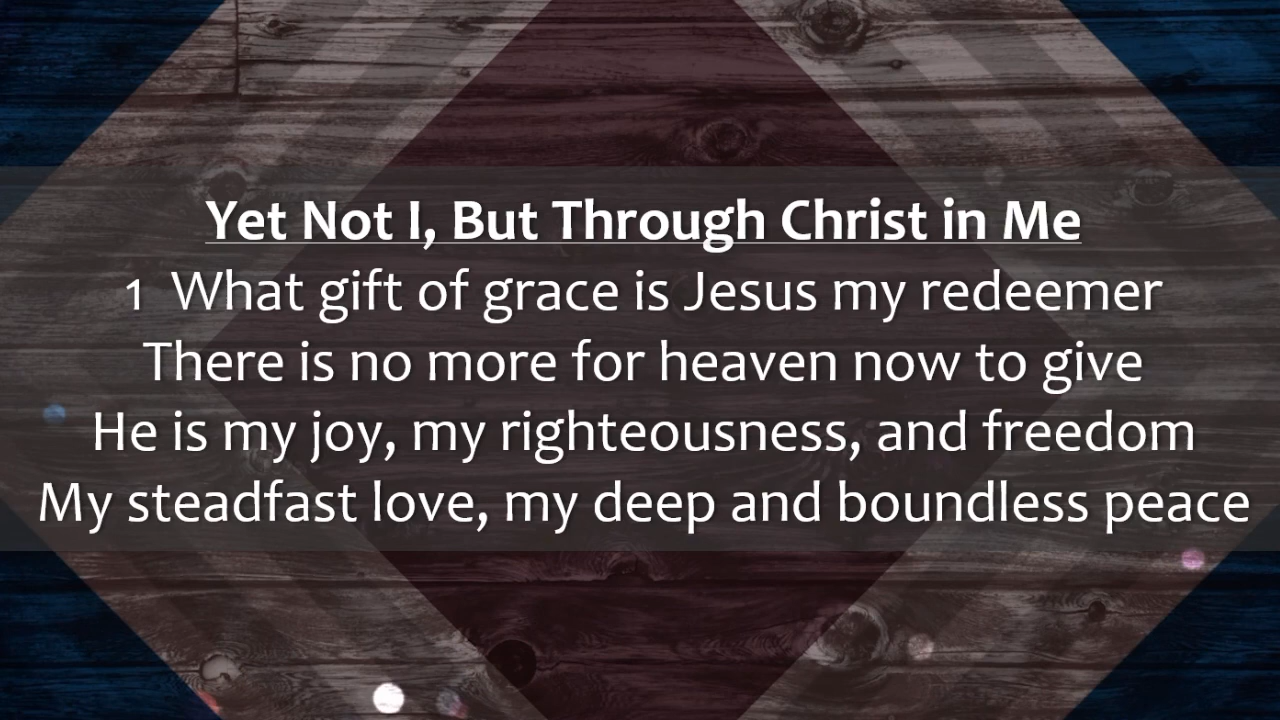 Yet Not I, But Through Christ in Me
1 What gift of grace is Jesus my redeemer
There is no more for heaven now to give
He is my joy, my righteousness, and freedom
My steadfast love, my deep and boundless peace